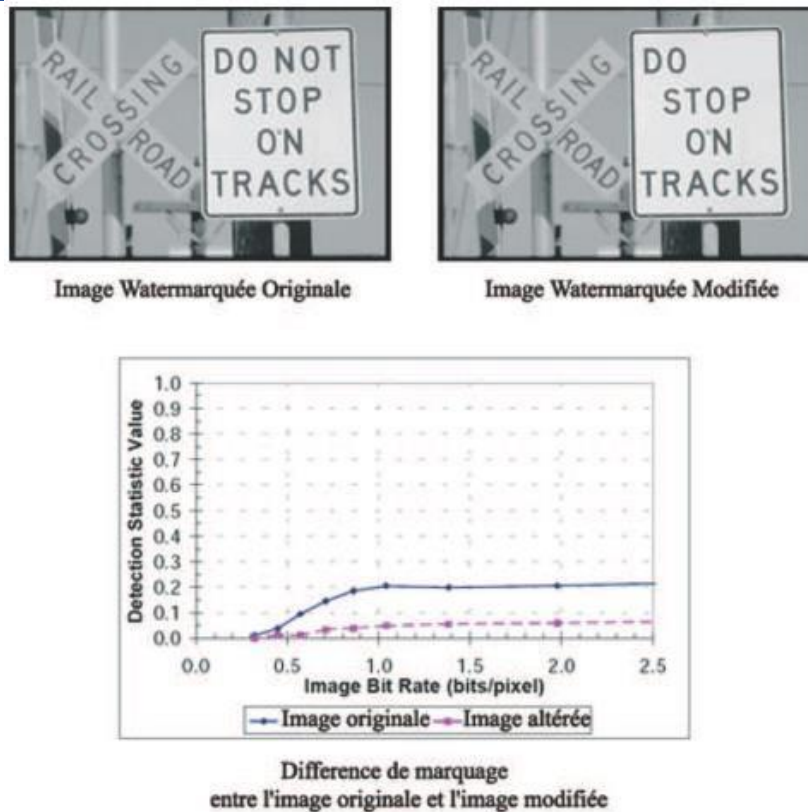 RAIL
ROAD
CROSSING
DO NOT
STOP
ON
TRACKS
RAIL
ROAD
CROSSING
DO
STOP
ON
TRACKS
Image Watermarquée Originale
Image Watermarquée Modifiée
Detection Statistic Value
1.0
0.9
0.8
0.7
0.6
0.5
0.4
0.3
0.2
0.1
0.0
0.0 0.5 1.0 1.5 2.0 2.5
Image Bit Rate (bits/pixel)
Image originale Image altérée
Difference de marquage
entre l'image originale et l'image modifiée